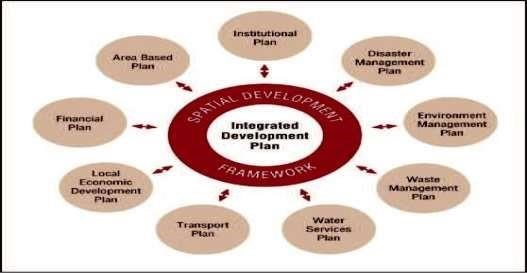 Institutional
Plan
Area Based
Plan
Disaster
Management
Plan
Financial
Plan
SPATIAL DEVELOPMENT
FRAMEWORK
Integrated
Development
Plan
Environment
Management
Plan
Local
Economic
Development
Plan
Waste
Management
Plan
Transport
Plan
Water
Services
Plan